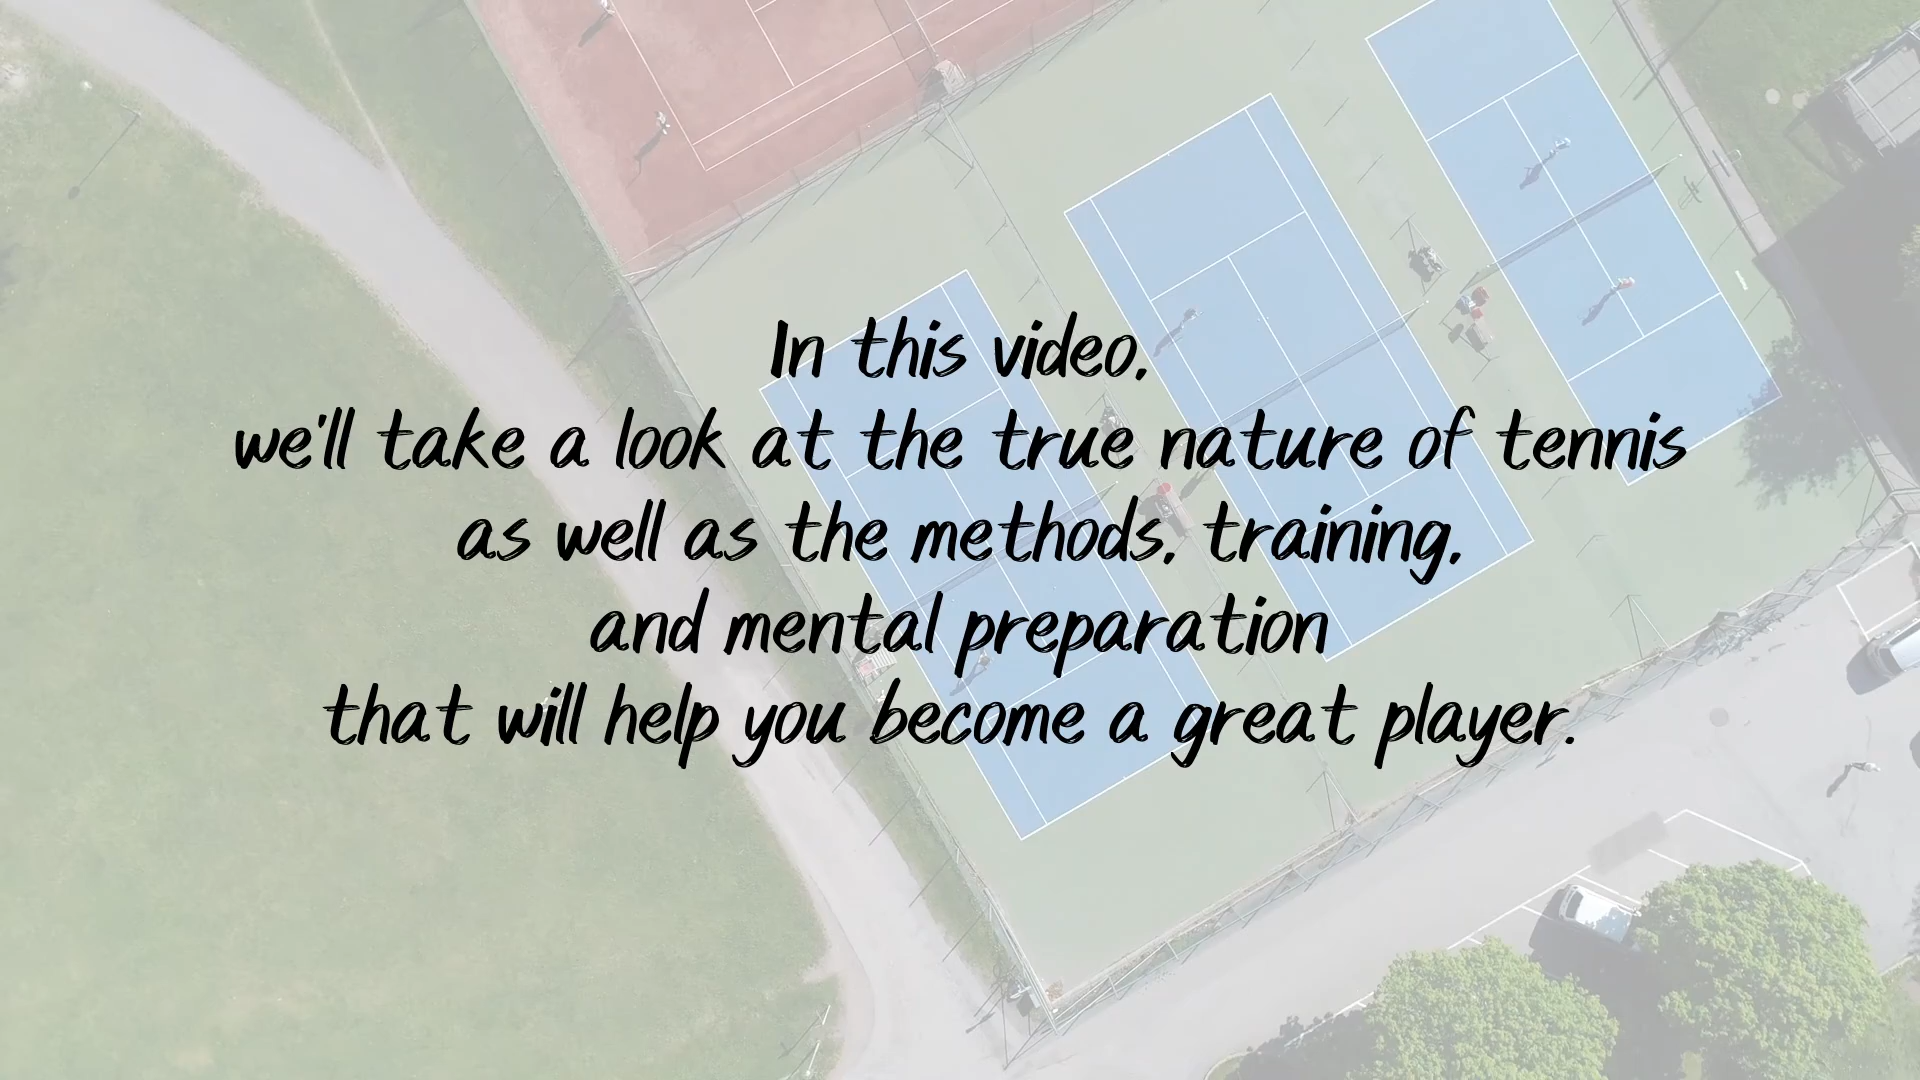 In this video,
we'll take a look at the true nature of tennis
as well as the methods, training,
and mental preparation
that will help you become a great player.